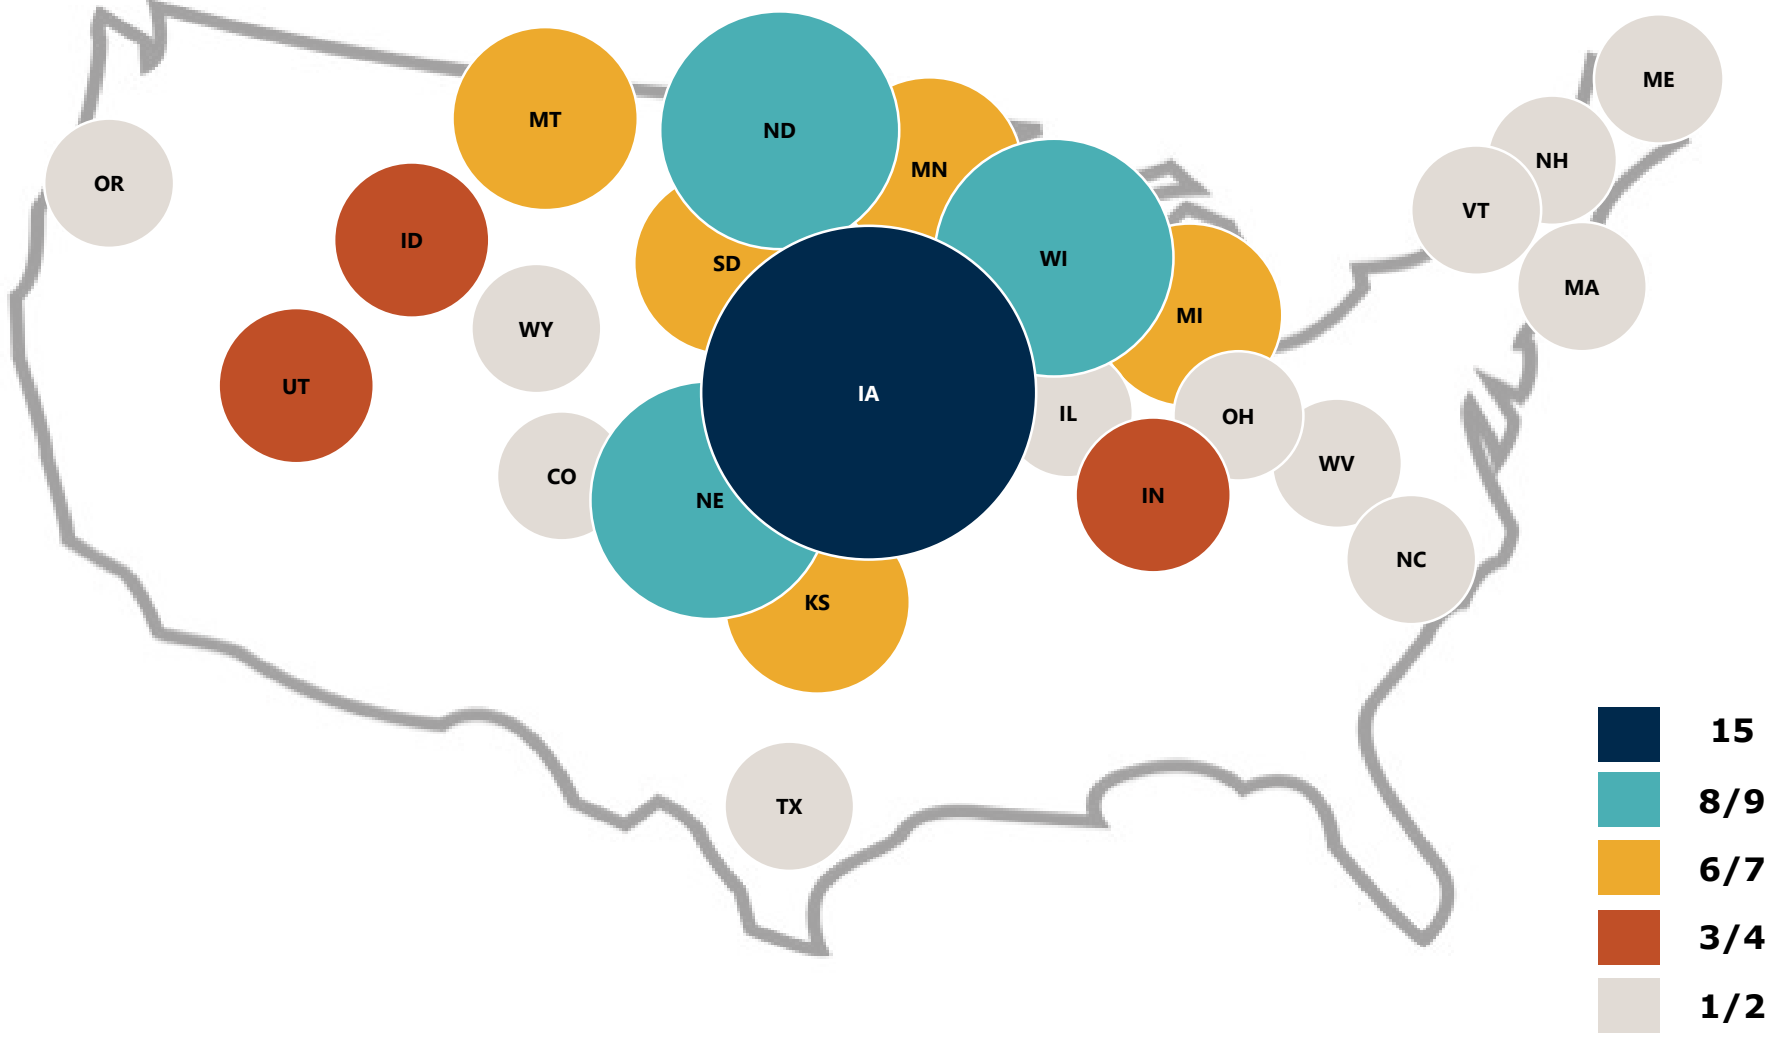 ME
MT
ND
NH
MN
OR
VT
ID
WI
SD
MA
MI
WY
UT
IA
IL
OH
WV
CO
NE
IN
NC
KS
TX
15
8/9
6/7
3/4
1/2